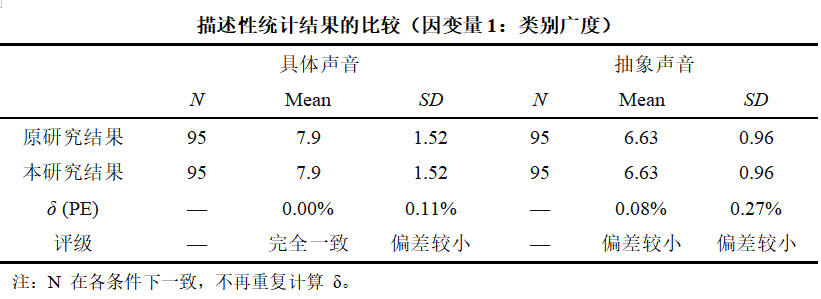 描述性统计结果的比较（因变量 1：类别广度）
具体声音 抽象声音
N Mean SD N Mean SD
原研究结果 95 7.9 1.52 95 6.63 0.96
本研究结果 95 7.9 1.52 95 6.63 0.96
δ (PE) — 0.00% 0.11% — 0.08% 0.27%
评级 — 完全一致 偏差较小 — 偏差较小 偏差较小
注：N 在各条件下一致，不再重复计算 δ。